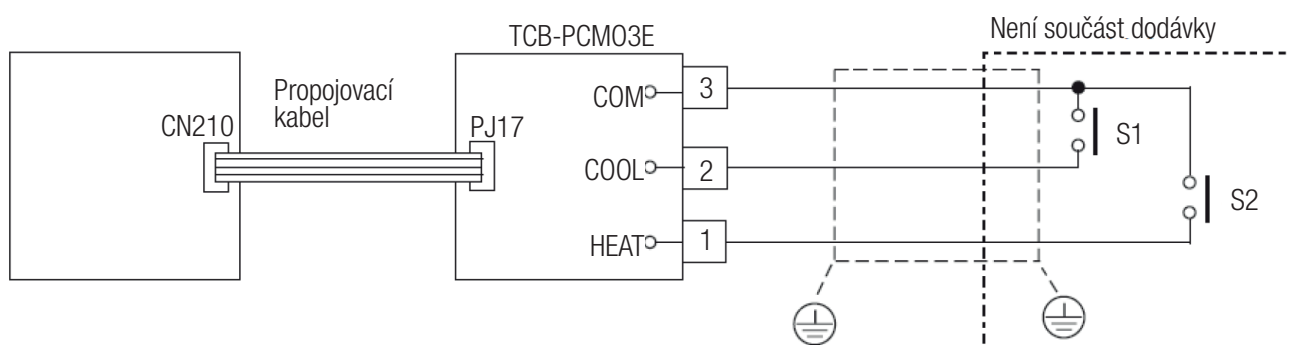 TCB-PCMO3E
Není součást dodávky
Propojovací
kabel
CN210
PJ17
COM
3
COOL
2
HEAT
1
S1
S2